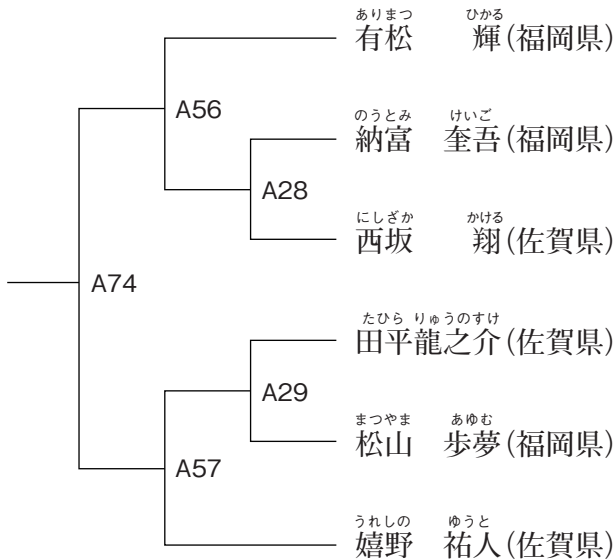 ありまつ ひかる
有松 輝(福岡県)
A56
のうとみ けいご
納富 奎吾(福岡県)
A28
にしざか かける
西坂 翔(佐賀県)
A74
たひら りゅうのすけ
田平龍之介(佐賀県)
A29
まつやま あゆむ
松山 歩夢(福岡県)
A57
うれしの ゆうと
嬉野 祐人(佐賀県)